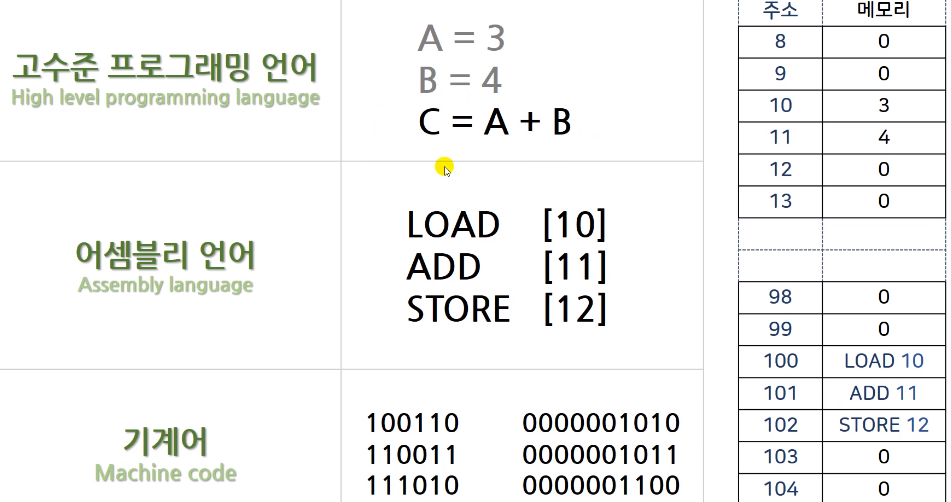 고수준 프로그래밍 언어
High level programming language
A = 3
B = 4
C = A + B
어셈블리 언어
Assembly language
LOAD [10]
ADD [11]
STORE [12]
기계어
Machine code
100110 0000001010
110011 0000001011
111010 0000001100
주소 메모리
8 0
9 0
10 3
11 4
12 0
13 0
98 0
99 0
100 LOAD 10
101 ADD 11
102 STORE 12
103 0
104 0